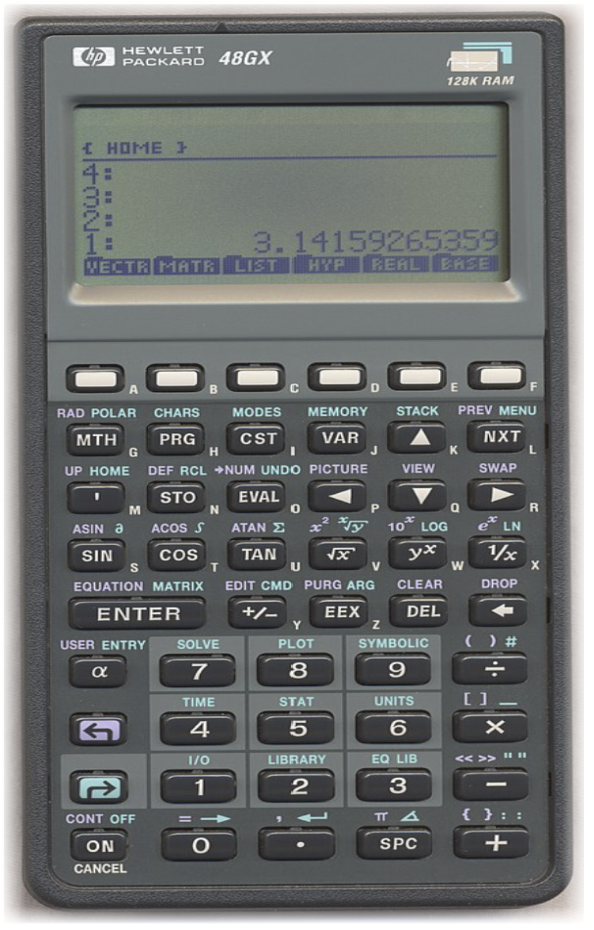 hp HEWLETT PACKARD 48GX
128K RAM
{ HOME }
4:
3:
2:
1: 3.14159265359
VECTR MATR LIST HYP REAL BASE
A B C D E F
RAD POLAR CHARS MODES MEMORY STACK PREV MENU
MTH G PRG H CST I VAR J ▲ K NXT L
UP HOME DEF RCL →NUM UNDO PICTURE VIEW SWAP
' M STO N EVAL O ◀ P ▼ Q ▶ R
ASIN ∂ ACOS ∫ ATAN Σ x² ˣ√y 10ˣ LOG eˣ LN
SIN S COS T TAN U √x V yˣ W 1/x X
EQUATION MATRIX EDIT CMD PURG ARG CLEAR DROP
ENTER +/− Y EEX Z DEL ←
USER ENTRY SOLVE PLOT SYMBOLIC ( ) #
α 7 8 9 ÷
TIME STAT UNITS [ ] _
↰ 4 5 6 ×
I/O LIBRARY EQ LIB << >> " "
↱ 1 2 3 −
CONT OFF = → , ↵ π ∡ { } : :
ON 0 . SPC +
CANCEL